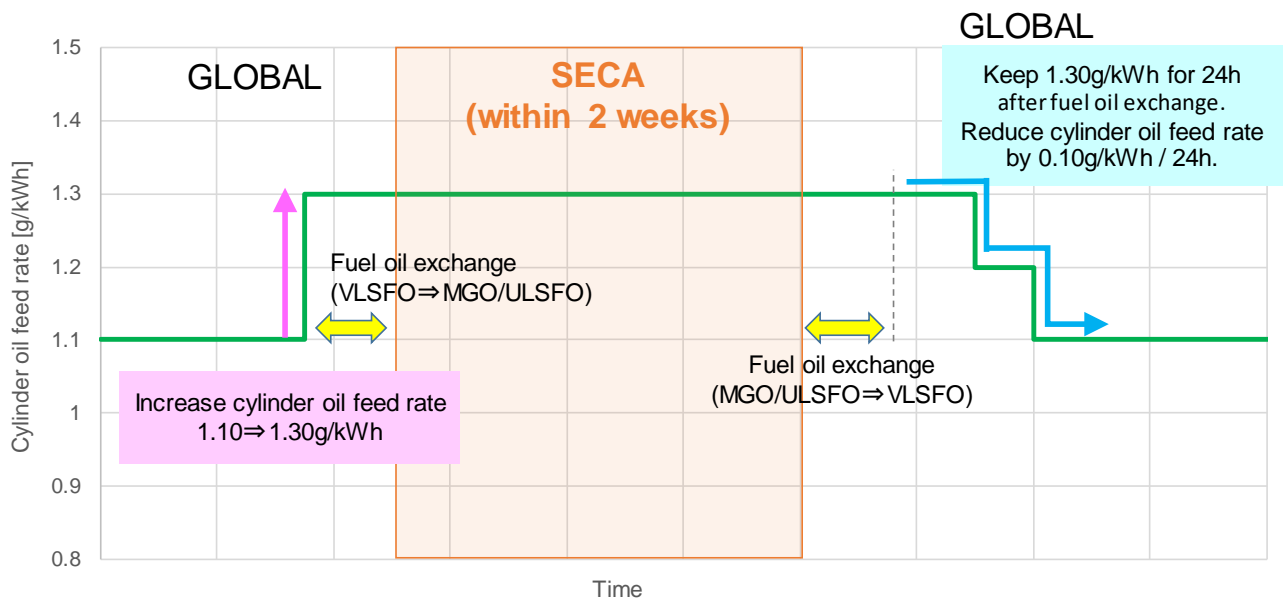 GLOBAL
GLOBAL
SECA
(within 2 weeks)
Keep 1.30g/kWh for 24h
after fuel oil exchange.
Reduce cylinder oil feed rate
by 0.10g/kWh / 24h.
Fuel oil exchange
(VLSFO⇒MGO/ULSFO)
Fuel oil exchange
(MGO/ULSFO⇒VLSFO)
Increase cylinder oil feed rate
1.10⇒1.30g/kWh
Cylinder oil feed rate [g/kWh]
1.5
1.4
1.3
1.2
1.1
1
0.9
0.8
Time